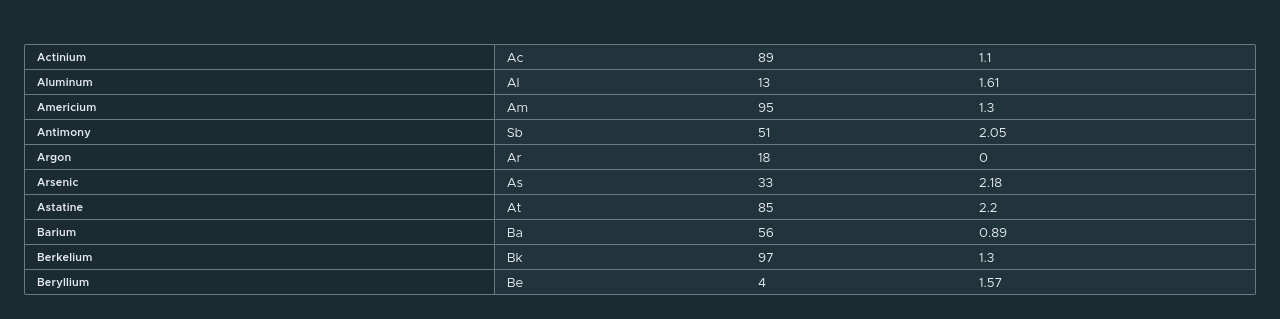 Actinium Ac 89 1.1
Aluminum Al 13 1.61
Americium Am 95 1.3
Antimony Sb 51 2.05
Argon Ar 18 0
Arsenic As 33 2.18
Astatine At 85 2.2
Barium Ba 56 0.89
Berkelium Bk 97 1.3
Beryllium Be 4 1.57